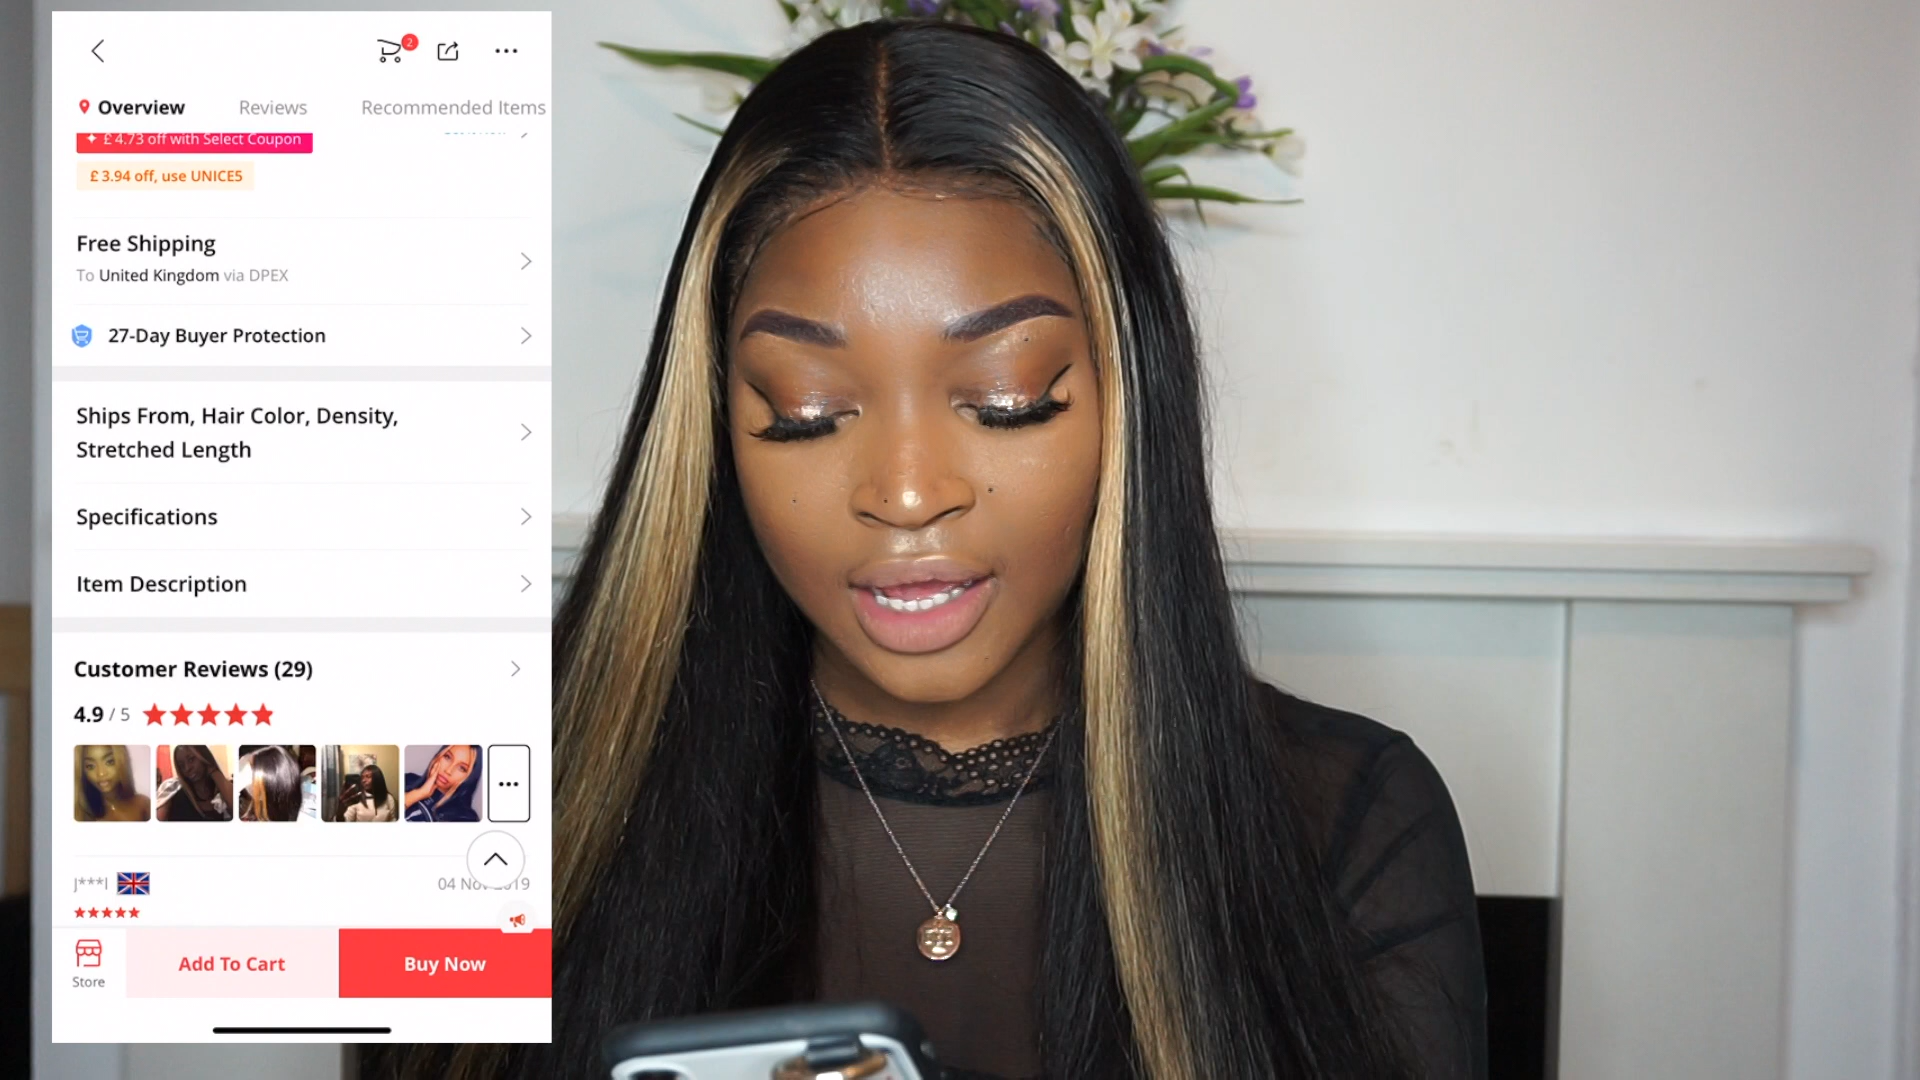 2
Overview Reviews Recommended Items
£ 4.73 off with Select Coupon
£ 3.94 off, use UNICE5
Free Shipping
To United Kingdom via DPEX
27-Day Buyer Protection
Ships From, Hair Color, Density,
Stretched Length
Specifications
Item Description
Customer Reviews (29)
4.9 / 5
J***l 04 Nov 2019
Store Add To Cart Buy Now